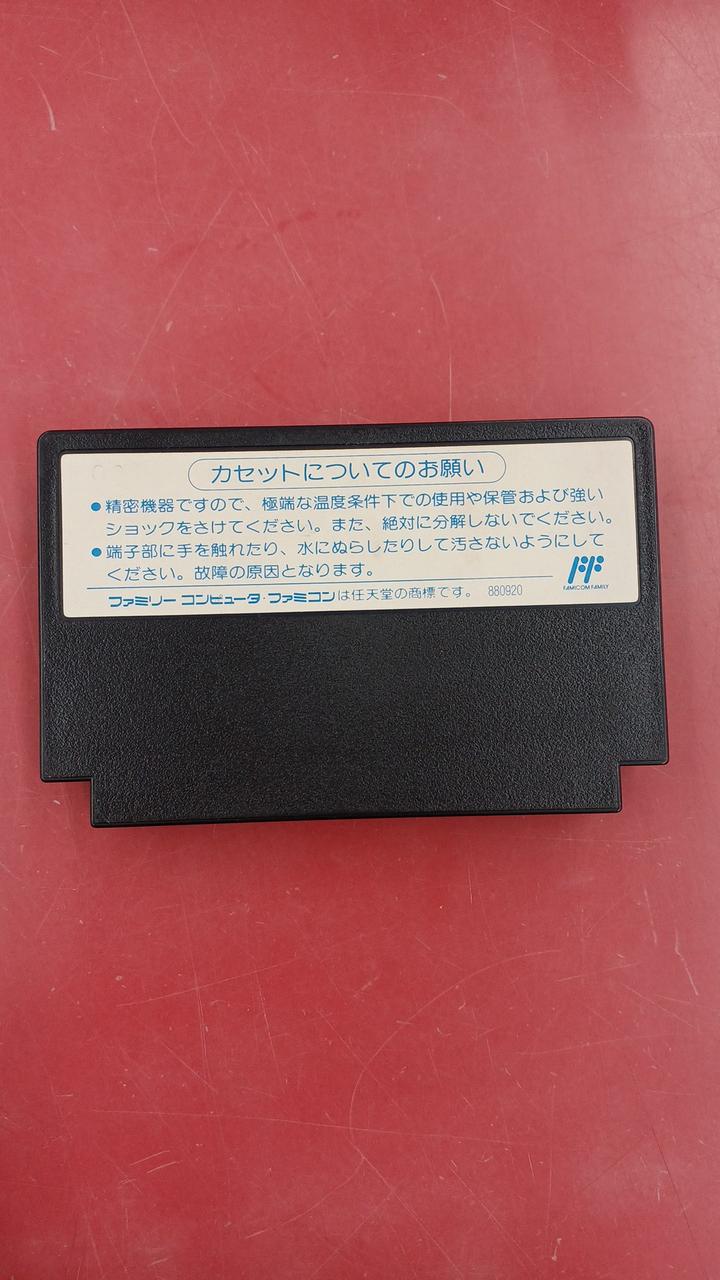 カセットについてのお願い
●精密機器ですので、極端な温度条件下での使用や保管および強い
ショックをさけてください。また、絶対に分解しないでください。
●端子部に手を触れたり、水にぬらしたりして汚さないようにして
ください。故障の原因となります。
FAMICOM FAMILY
ファミリー コンピュータ・ファミコンは任天堂の商標です。 880920